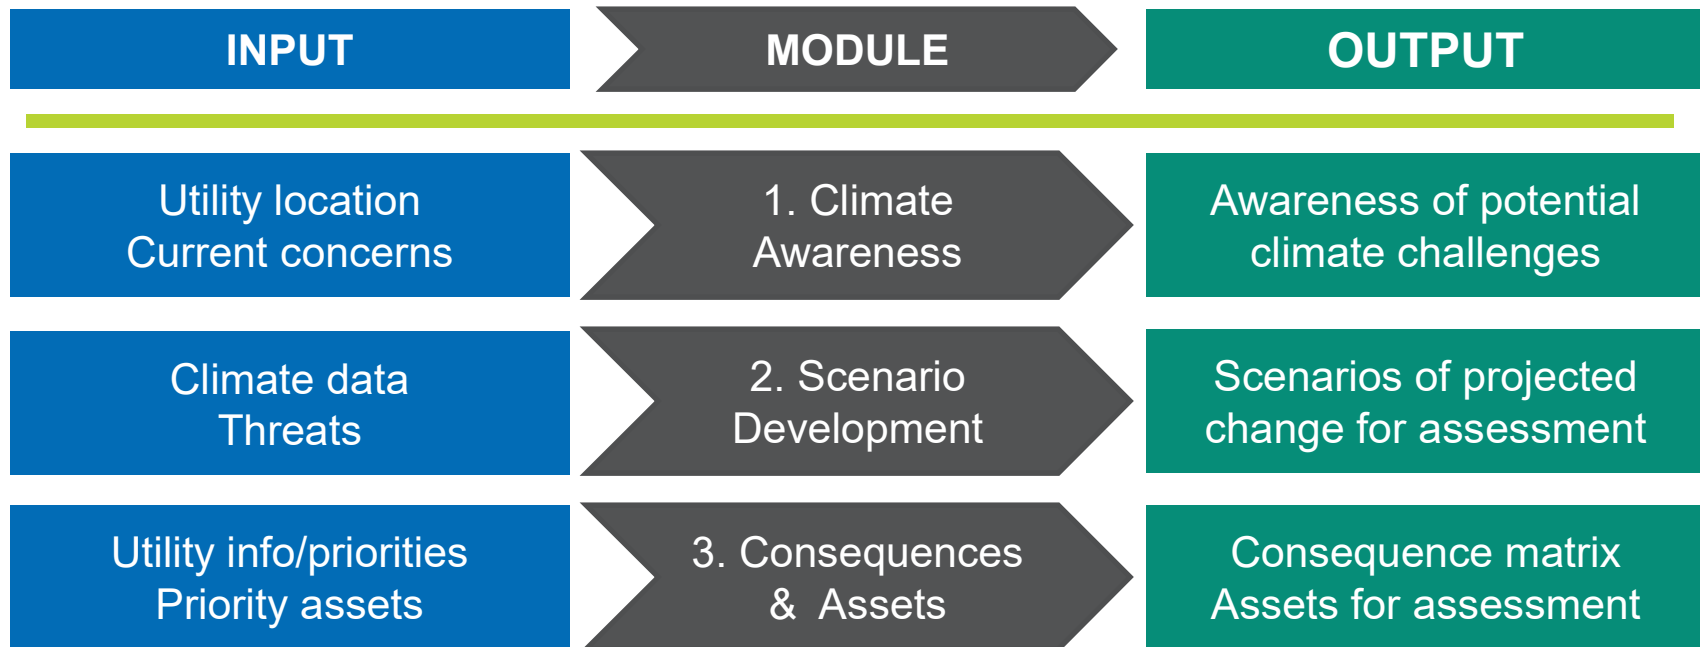 INPUT
MODULE
OUTPUT
Utility location
Current concerns
1. Climate
Awareness
Awareness of potential
climate challenges
Climate data
Threats
2. Scenario
Development
Scenarios of projected
change for assessment
Utility info/priorities
Priority assets
3. Consequences
& Assets
Consequence matrix
Assets for assessment